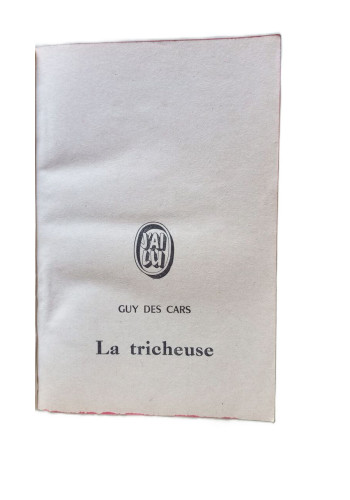 J'AI
LU
GUY DES CARS
La tricheuse